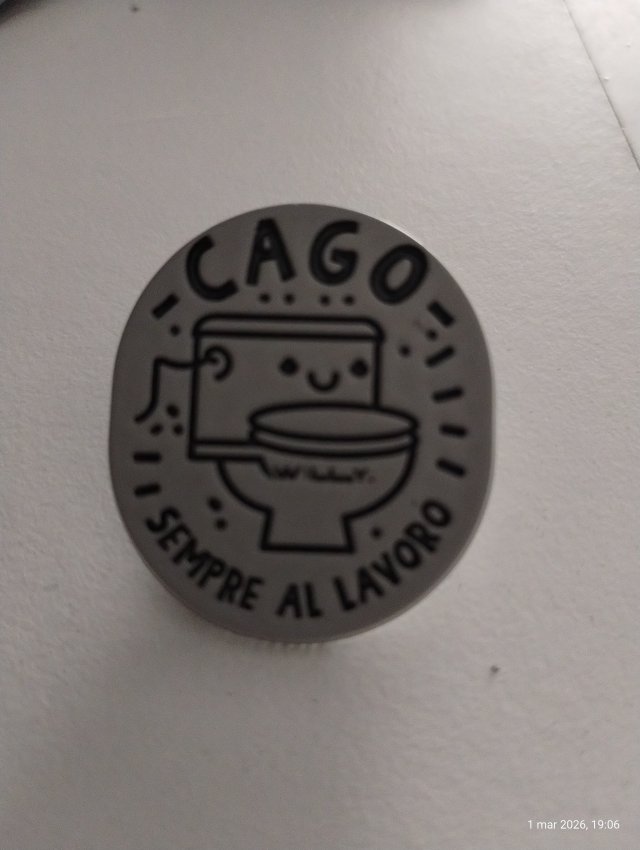 CAGO
SEMPRE AL LAVORO
1 mar 2026, 19:06